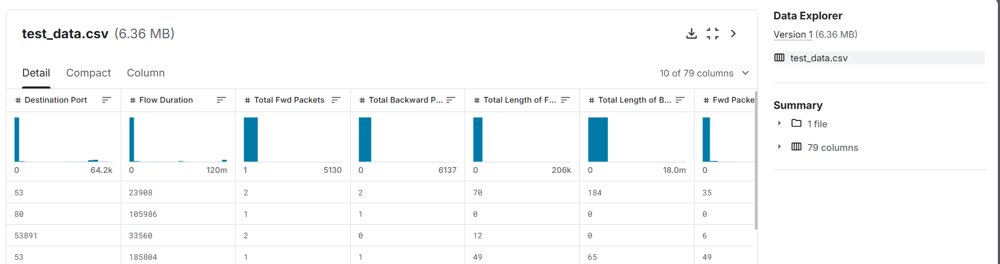 test_data.csv (6.36 MB)
Detail Compact Column 10 of 79 columns
# Destination Port # Flow Duration # Total Fwd Packets # Total Backward P... # Total Length of F... # Total Length of B... # Fwd Packe
0 64.2k 0 120m 1 5130 0 6137 0 206k 0 18.0m 0
53 23908 2 2 70 184 35
80 105986 1 1 0 0 0
53891 33560 2 0 12 0 6
53 185804 1 1 49 65 49
Data Explorer
Version 1 (6.36 MB)
test_data.csv
Summary
1 file
79 columns